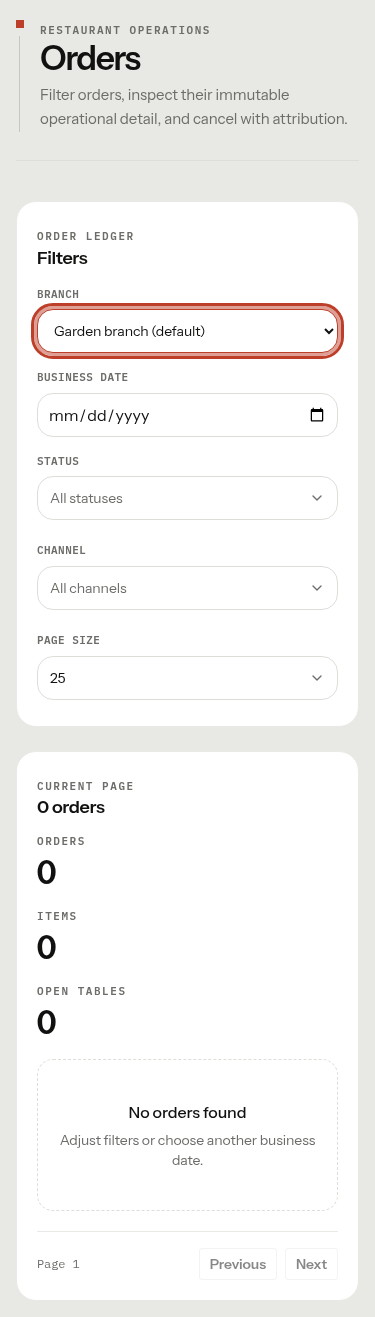 RESTAURANT OPERATIONS
Orders
Filter orders, inspect their immutable
operational detail, and cancel with attribution.
ORDER LEDGER
Filters
BRANCH
Garden branch (default)
BUSINESS DATE
mm/dd/yyyy
STATUS
All statuses
CHANNEL
All channels
PAGE SIZE
25
CURRENT PAGE
0 orders
ORDERS
0
ITEMS
0
OPEN TABLES
0
No orders found
Adjust filters or choose another business
date.
Page 1
Previous
Next